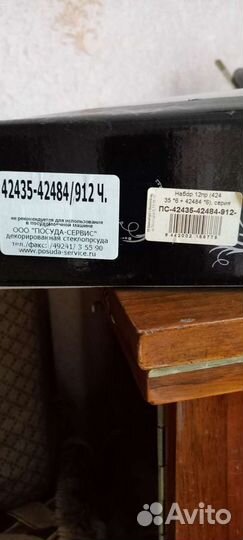 42435-42484/912 Ч.
не рекомендуется для использования
в посудомоечной машине
ООО "ПОСУДА-СЕРВИС"
декорированная стеклопосуда
тел./факс: /49241/ 3 55 90
www.posuda-service.ru
Набор 12пр (424
35 *6 + 42484 *6), серия
ПС-42435-42484-912-
Avito